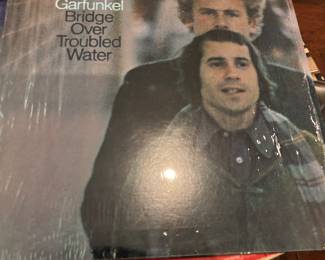 Garfunkel
Bridge
Over
Troubled
Water